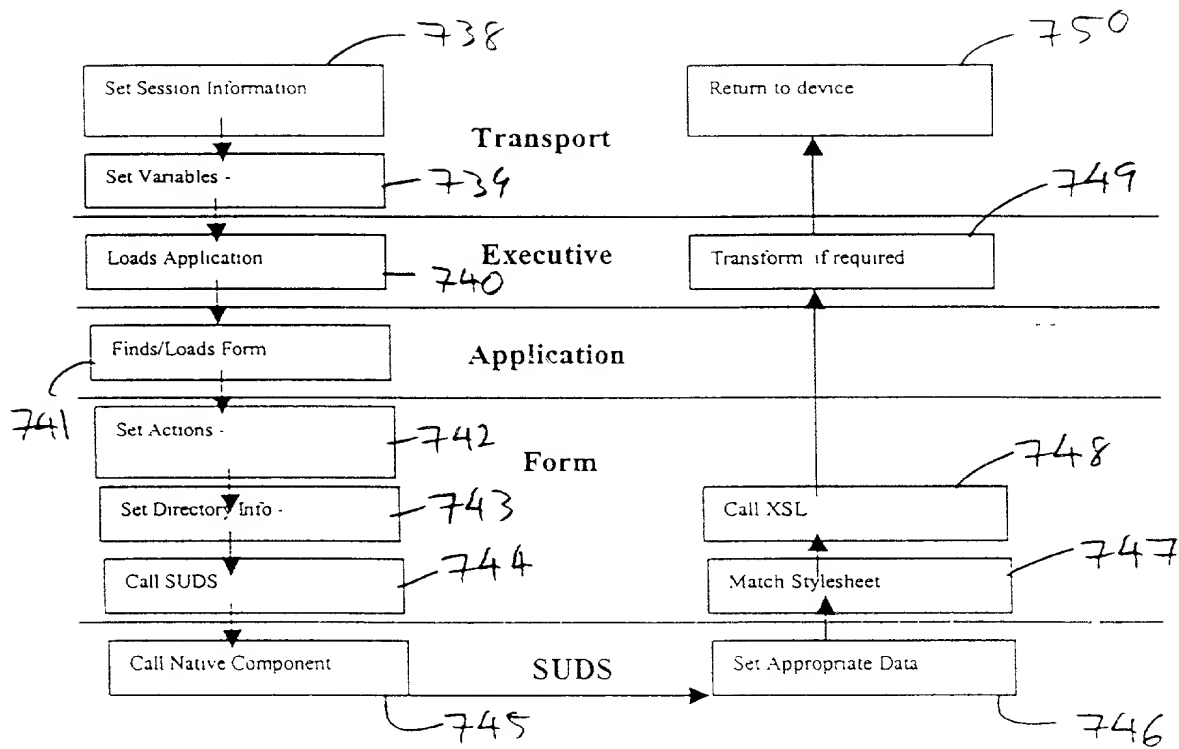 738
750
Set Session Information
Return to device
Transport
Set Variables -
739
749
Loads Application
Executive
Transform if required
740
Finds/Loads Form
Application
741
Set Actions -
742
Form
748
Set Directory Info -
743
Call XSL
747
Call SUDS
744
Match Stylesheet
Call Native Component
SUDS
Set Appropriate Data
745
746